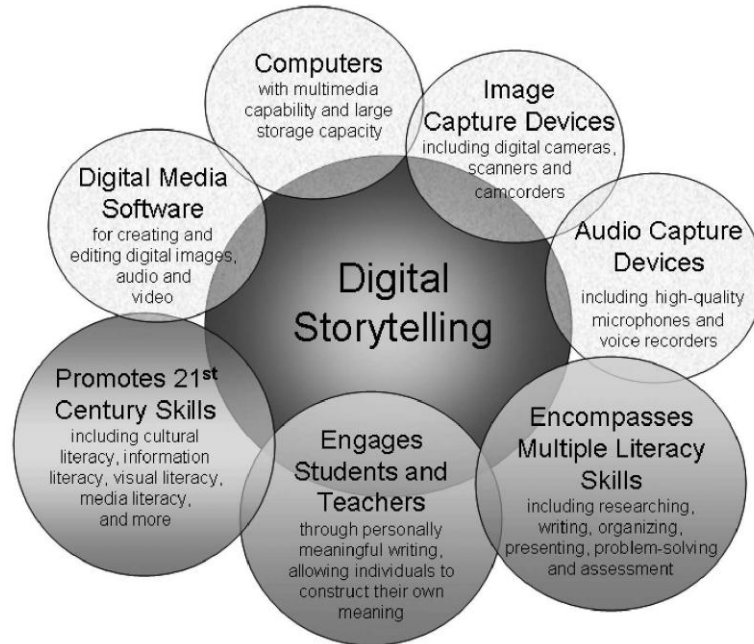 Computers
with multimedia
capability and large
storage capacity
Image
Capture Devices
including digital cameras,
scanners and
camcorders
Digital Media
Software
for creating and
editing digital images,
audio and
video
Audio Capture
Devices
including high-quality
microphones and
voice recorders
Digital
Storytelling
Promotes 21st
Century Skills
including cultural
literacy, information
literacy, visual literacy,
media literacy,
and more
Engages
Students and
Teachers
through personally
meaningful writing,
allowing individuals to
construct their own
meaning
Encompasses
Multiple Literacy
Skills
including researching,
writing, organizing,
presenting, problem-solving
and assessment